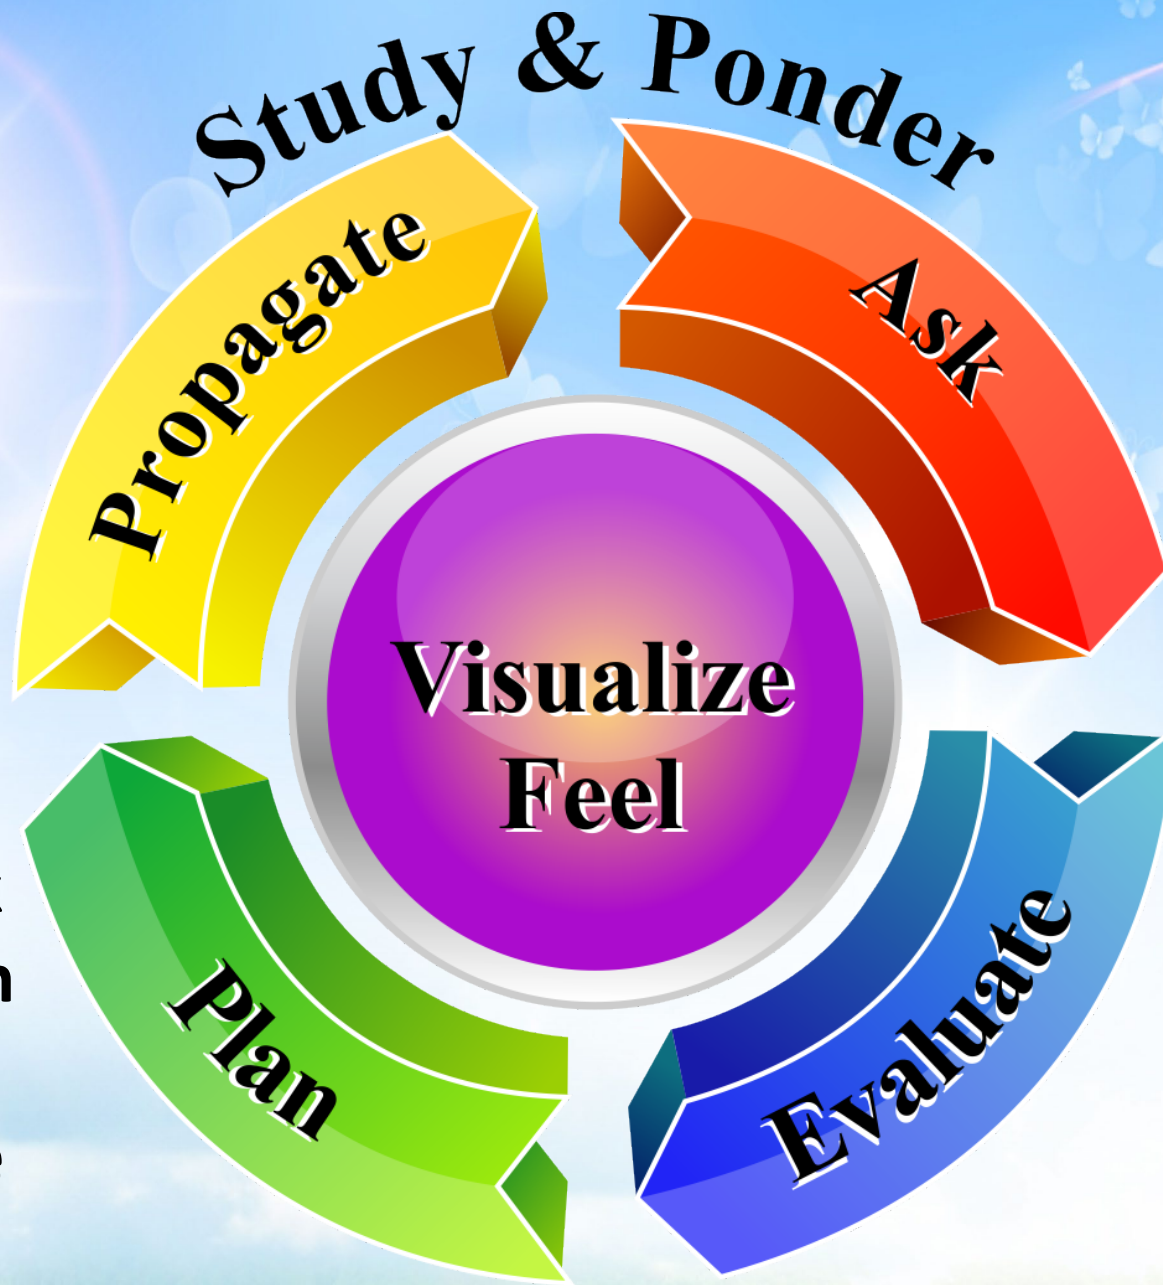 Study & Ponder
Propagate
Ask
Visualize
Feel
Plan
Evaluate